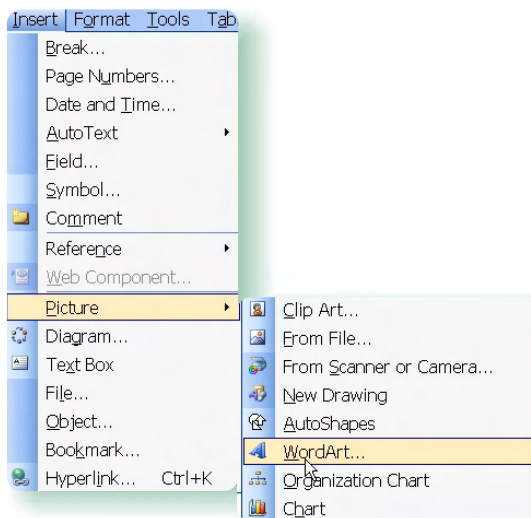 Insert Format Tools Tab
Break...
Page Numbers...
Date and Time...
AutoText
Field...
Symbol...
Comment
Reference
Web Component...
Picture
Diagram...
Text Box
File...
Object...
Bookmark...
Hyperlink... Ctrl+K
Clip Art...
From File...
From Scanner or Camera...
New Drawing
AutoShapes
WordArt...
Organization Chart
Chart